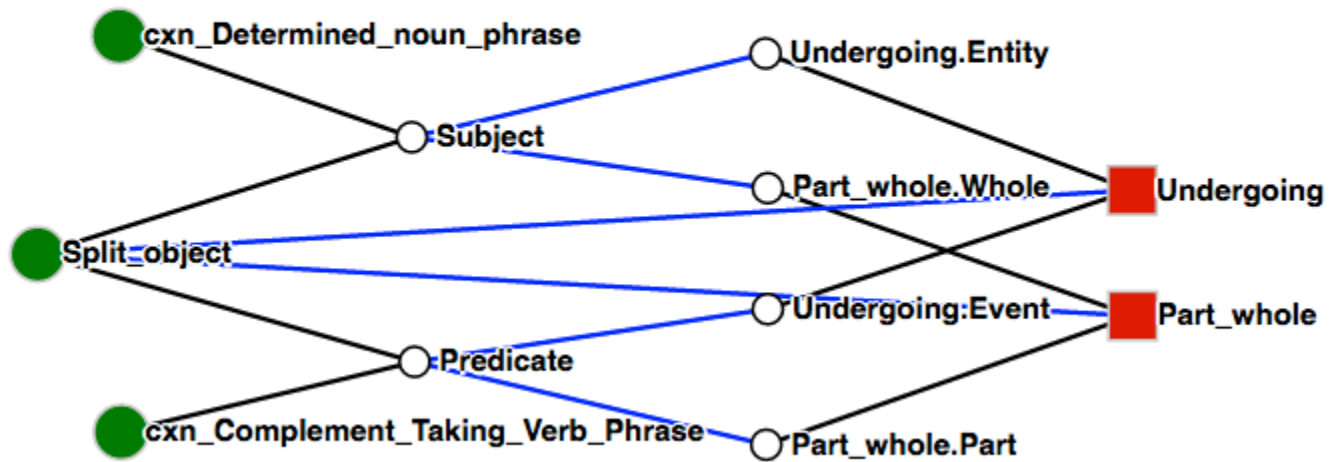 cxn_Determined_noun_phrase
Undergoing.Entity
Subject
Part_whole.Whole
Undergoing
Split_object
Undergoing.Event
Part_whole
Predicate
cxn_Complement_Taking_Verb_Phrase
Part_whole.Part